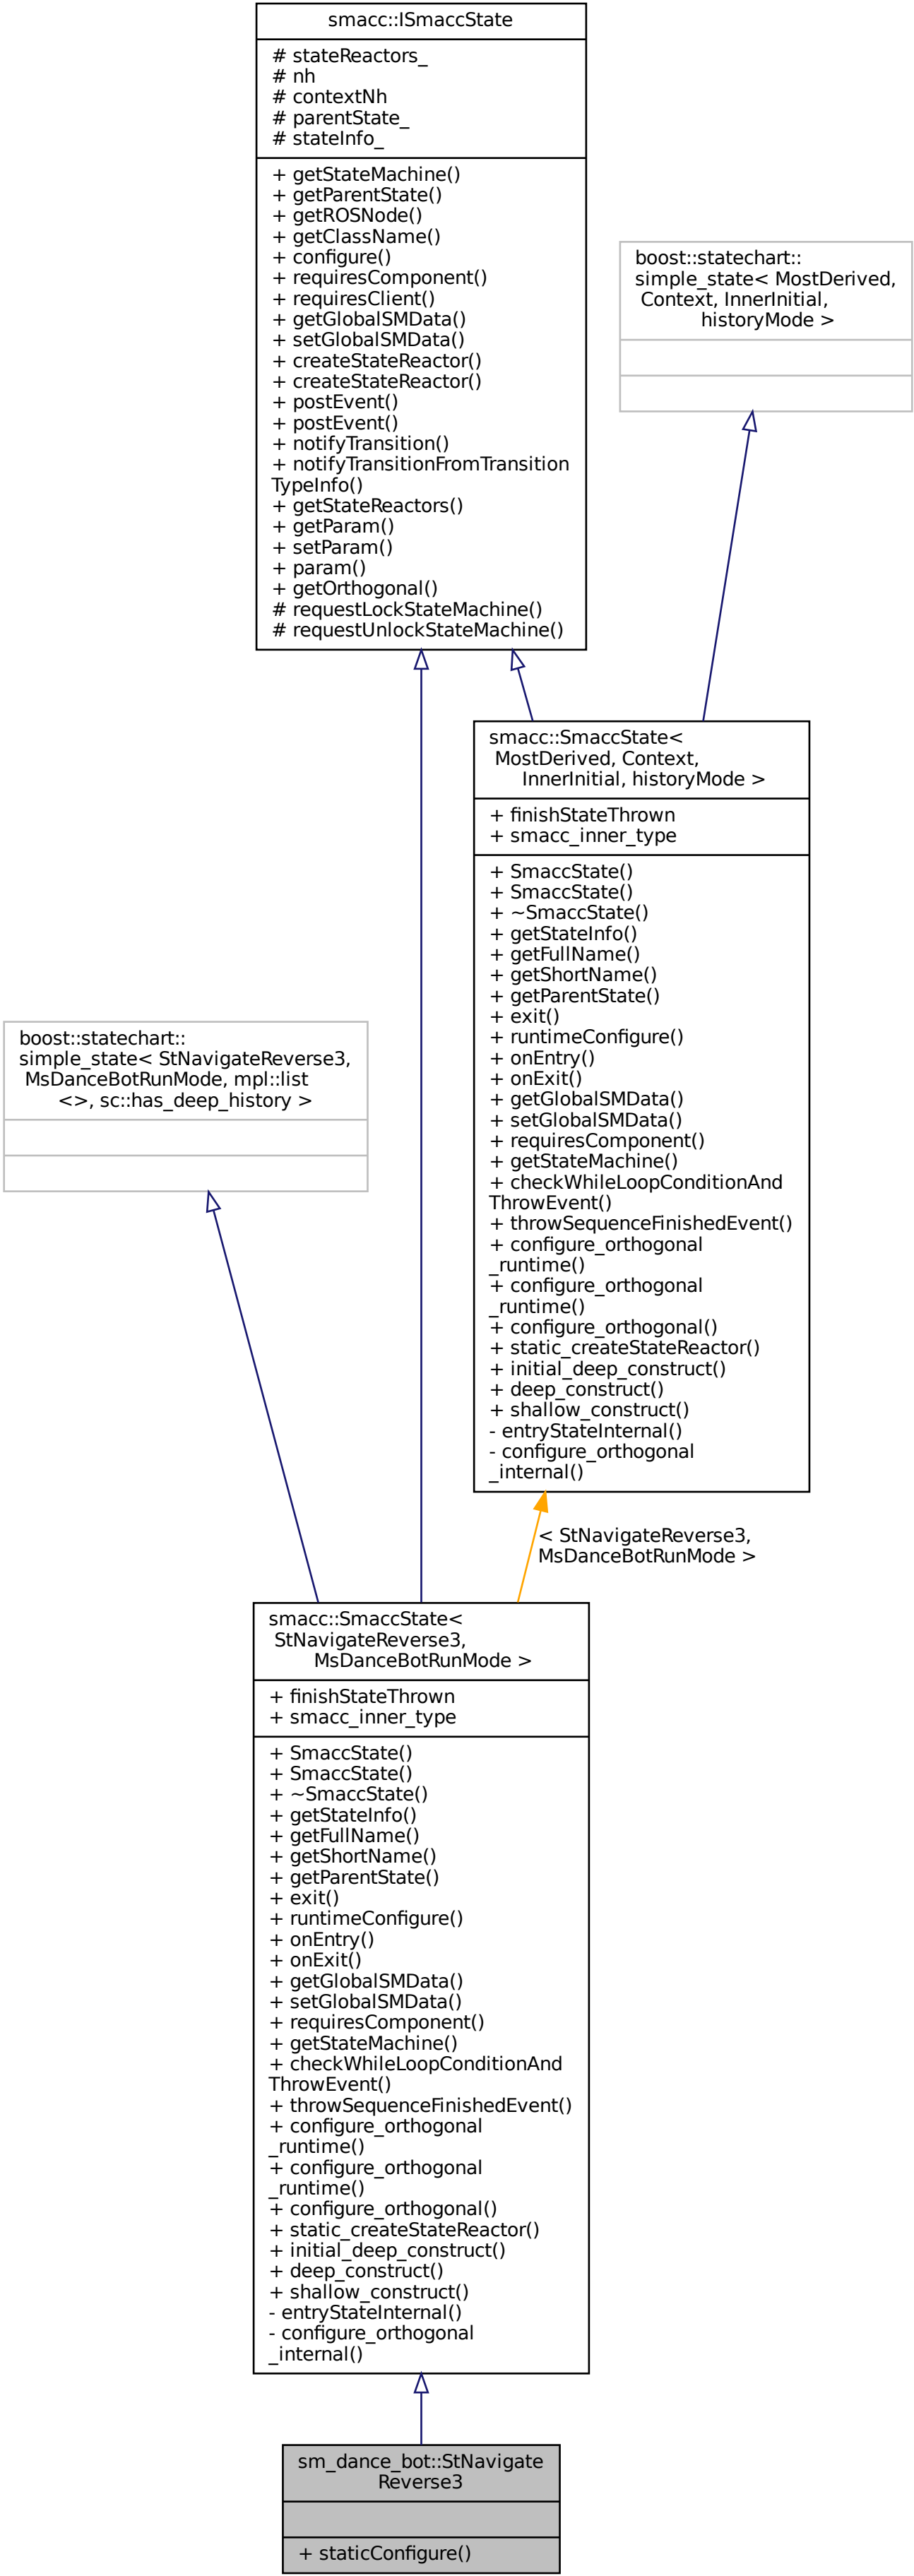 smacc::ISmaccState
# stateReactors_
# nh
# contextNh
# parentState_
# stateInfo_
+ getStateMachine()
+ getParentState()
+ getROSNode()
+ getClassName()
+ configure()
+ requiresComponent()
+ requiresClient()
+ getGlobalSMData()
+ setGlobalSMData()
+ createStateReactor()
+ createStateReactor()
+ postEvent()
+ postEvent()
+ notifyTransition()
+ notifyTransitionFromTransition
TypeInfo()
+ getStateReactors()
+ getParam()
+ setParam()
+ param()
+ getOrthogonal()
# requestLockStateMachine()
# requestUnlockStateMachine()
boost::statechart::
simple_state< MostDerived,
Context, InnerInitial,
historyMode >
smacc::SmaccState<
MostDerived, Context,
InnerInitial, historyMode >
+ finishStateThrown
+ smacc_inner_type
+ SmaccState()
+ SmaccState()
+ ~SmaccState()
+ getStateInfo()
+ getFullName()
+ getShortName()
+ getParentState()
+ exit()
+ runtimeConfigure()
+ onEntry()
+ onExit()
+ getGlobalSMData()
+ setGlobalSMData()
+ requiresComponent()
+ getStateMachine()
+ checkWhileLoopConditionAnd
ThrowEvent()
+ throwSequenceFinishedEvent()
+ configure_orthogonal
_runtime()
+ configure_orthogonal
_runtime()
+ configure_orthogonal()
+ static_createStateReactor()
+ initial_deep_construct()
+ deep_construct()
+ shallow_construct()
- entryStateInternal()
- configure_orthogonal
_internal()
boost::statechart::
simple_state< StNavigateReverse3,
MsDanceBotRunMode, mpl::list
<>, sc::has_deep_history >
< StNavigateReverse3,
MsDanceBotRunMode >
smacc::SmaccState<
StNavigateReverse3,
MsDanceBotRunMode >
+ finishStateThrown
+ smacc_inner_type
+ SmaccState()
+ SmaccState()
+ ~SmaccState()
+ getStateInfo()
+ getFullName()
+ getShortName()
+ getParentState()
+ exit()
+ runtimeConfigure()
+ onEntry()
+ onExit()
+ getGlobalSMData()
+ setGlobalSMData()
+ requiresComponent()
+ getStateMachine()
+ checkWhileLoopConditionAnd
ThrowEvent()
+ throwSequenceFinishedEvent()
+ configure_orthogonal
_runtime()
+ configure_orthogonal
_runtime()
+ configure_orthogonal()
+ static_createStateReactor()
+ initial_deep_construct()
+ deep_construct()
+ shallow_construct()
- entryStateInternal()
- configure_orthogonal
_internal()
sm_dance_bot::StNavigate
Reverse3
+ staticConfigure()